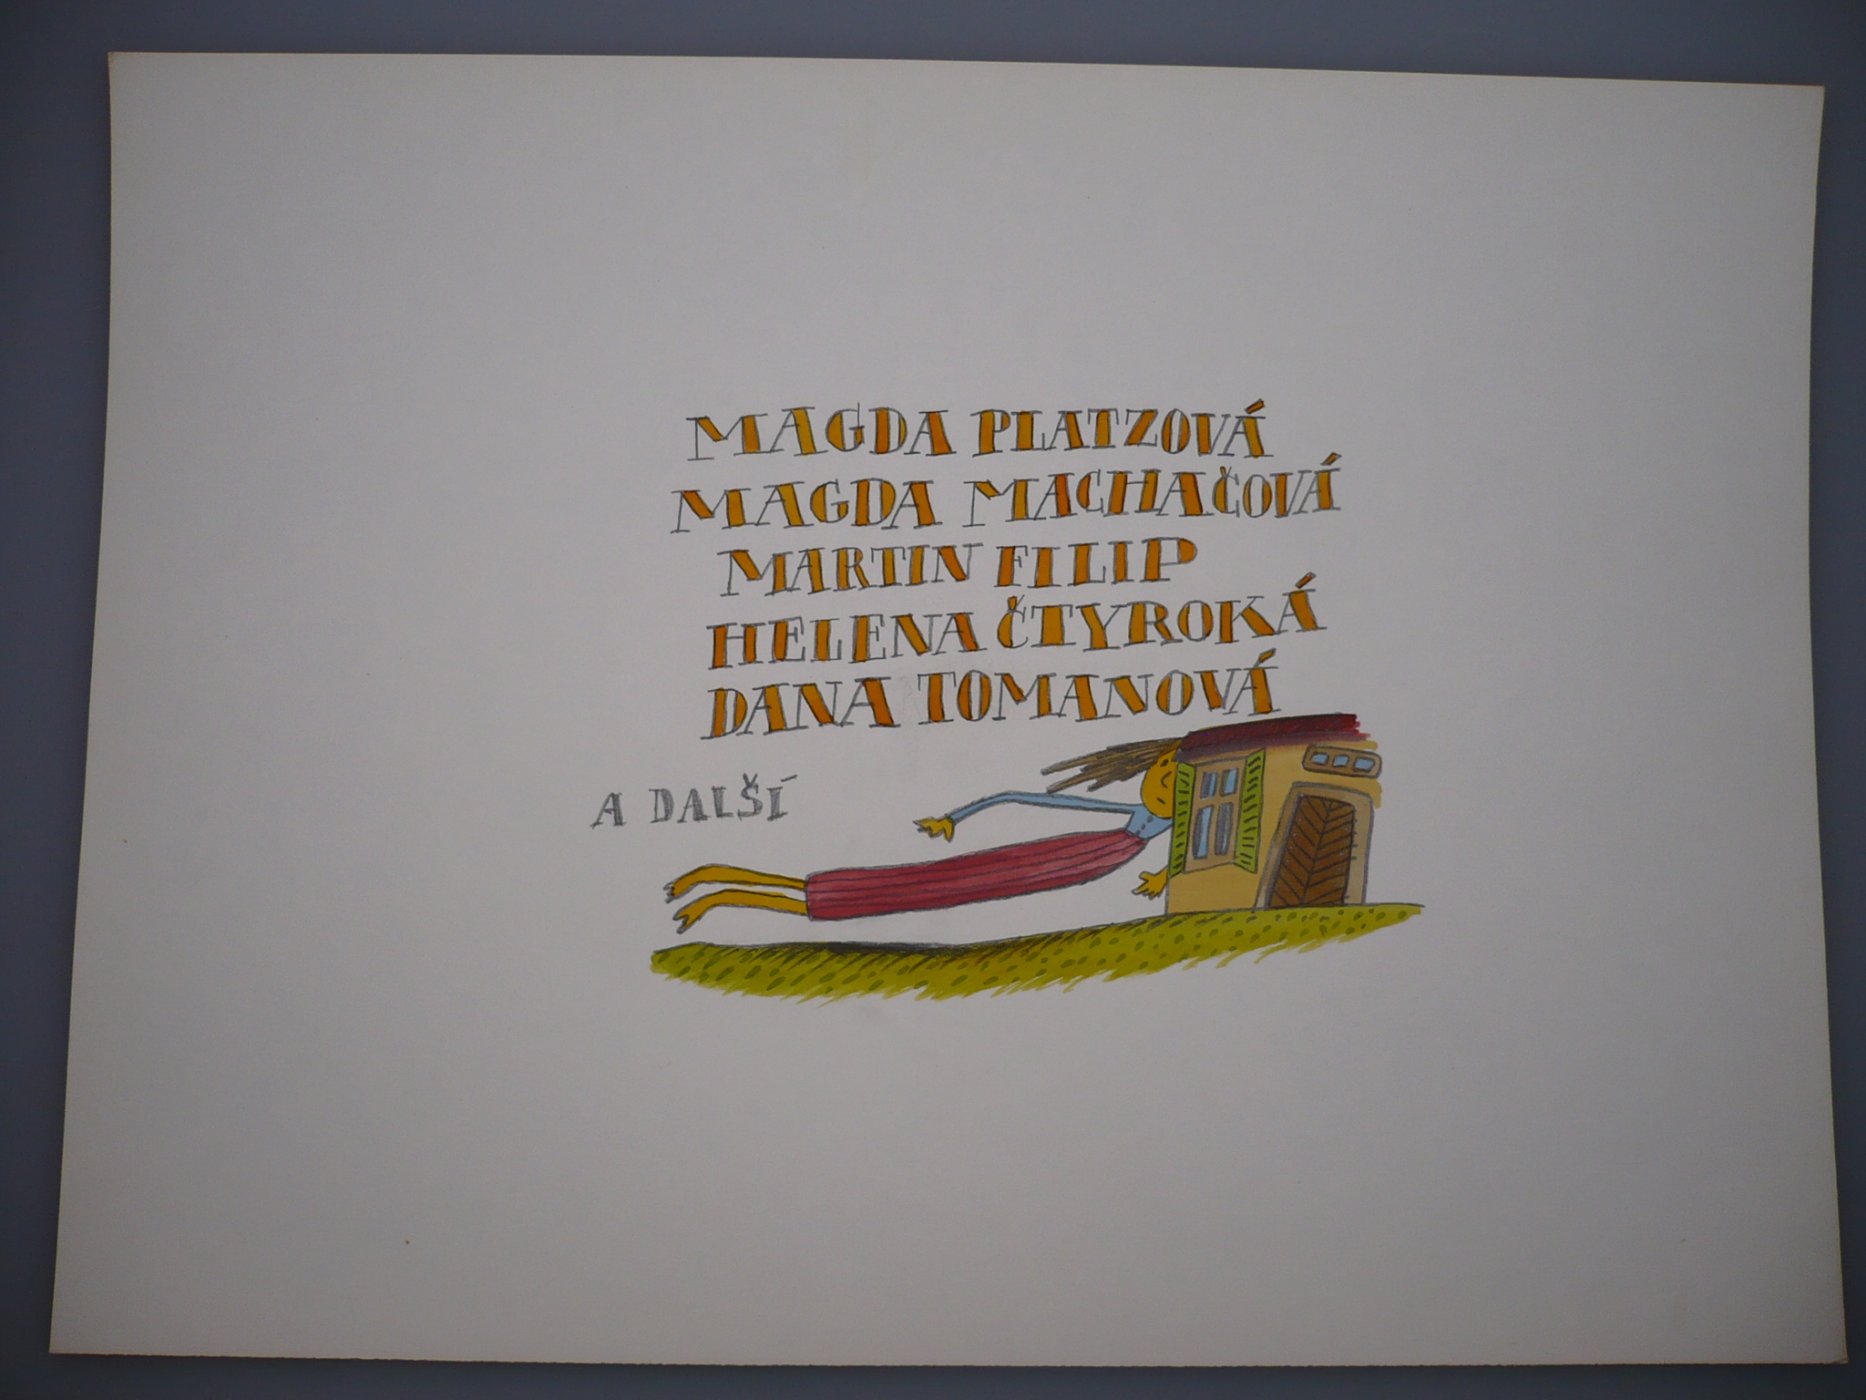 MAGDA PLATZOVÁ
MAGDA MACHAČOVÁ
MARTIN FILIP
HELENA ČTYROKÁ
DANA TOMANOVÁ
A DALŠÍ